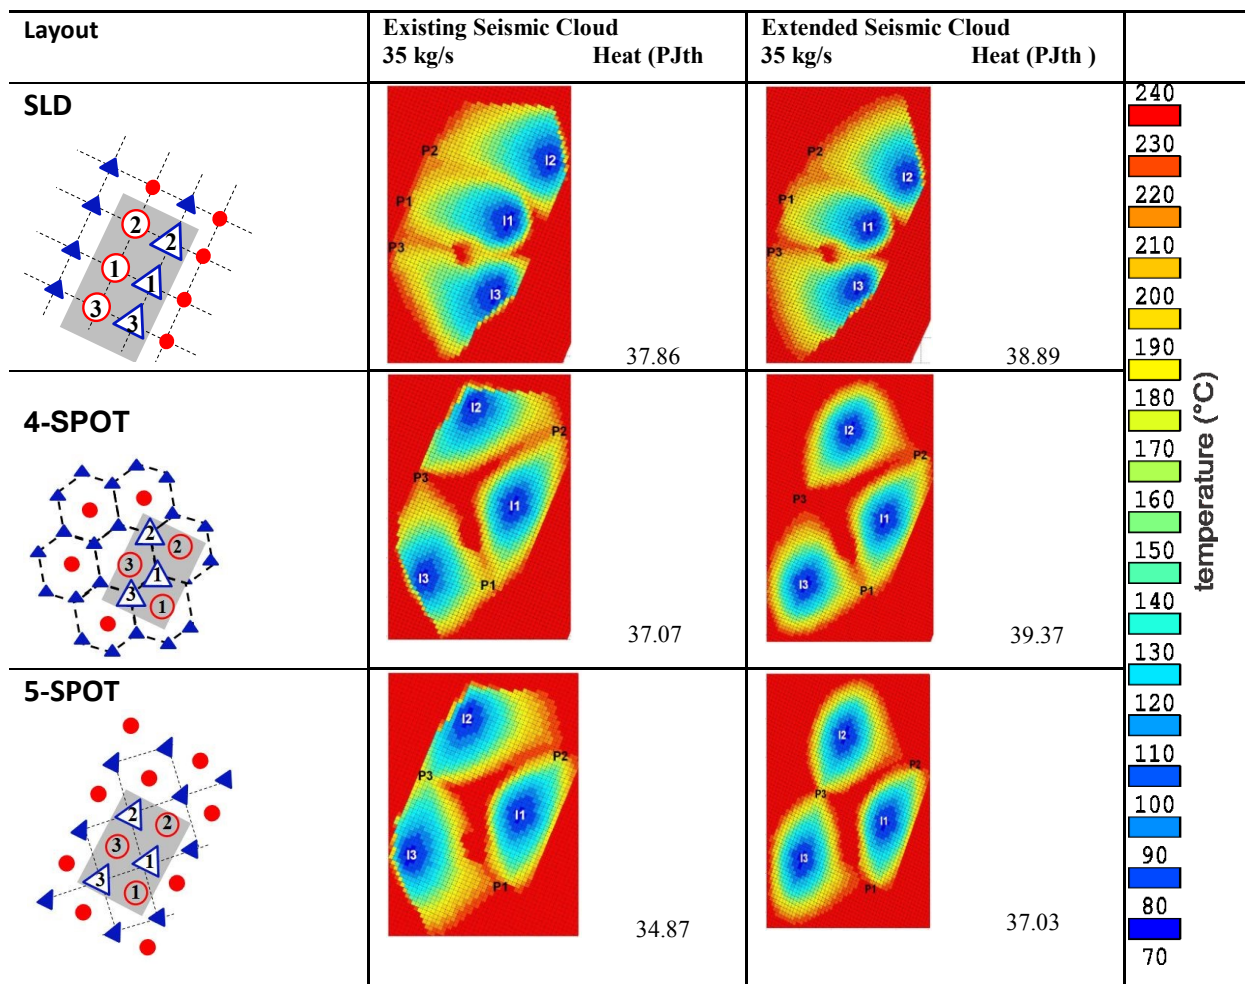 Layout
Existing Seismic Cloud
35 kg/s Heat (PJth
Extended Seismic Cloud
35 kg/s Heat (PJth )
SLD
2
2
1
1
3
3
P2
I2
P1
I1
P3
I3
37.86
P2
I2
P1
I1
P3
I3
38.89
4-SPOT
2
2
3
1
3
1
I2
P2
P3
I1
I3
P1
37.07
I2
P2
P3
I1
I3
P1
39.37
5-SPOT
2
2
3
1
3
1
I2
P2
P3
I1
I3
P1
34.87
I2
P2
P3
I1
I3
P1
37.03
240
230
220
210
200
190
180
170
160
150
140
130
120
110
100
90
80
70
temperature (°C)